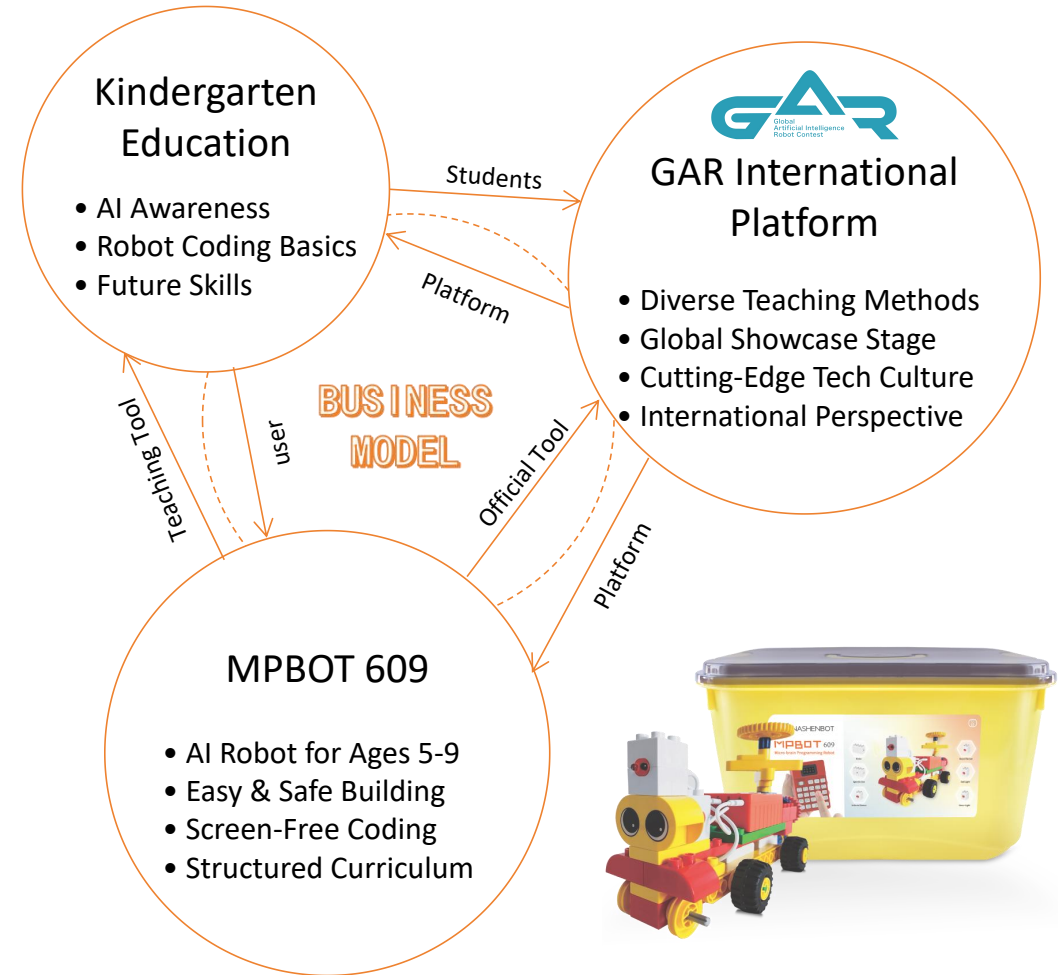 Kindergarten
Education
• AI Awareness
• Robot Coding Basics
• Future Skills
Students
Platform
GAR
Global
Artificial Intelligence
Robot Contest
GAR International
Platform
• Diverse Teaching Methods
• Global Showcase Stage
• Cutting-Edge Tech Culture
• International Perspective
BUSINESS
MODEL
Teaching Tool
user
Official Tool
Platform
MPBOT 609
• AI Robot for Ages 5-9
• Easy & Safe Building
• Screen-Free Coding
• Structured Curriculum
NASHENBOT
MPBOT 609